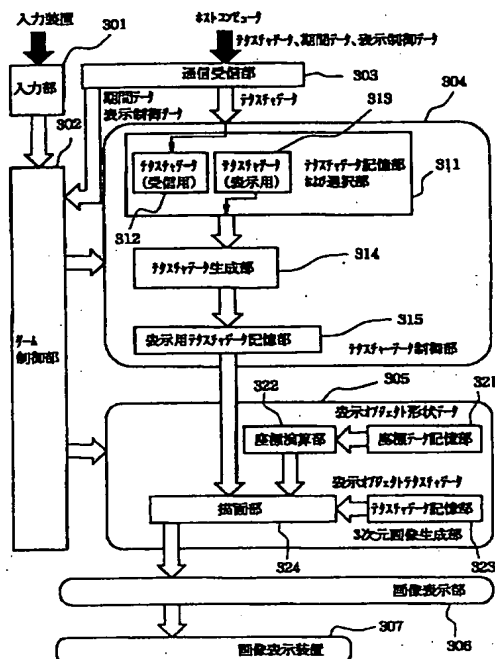 入力装置
301
ホストコンピュータ
テクスチャデータ、期間データ、表示制御データ
入力部
通信受信部
303
期間データ
表示制御データ
テクスチャデータ
302
313
304
テクスチャデータ
(受信用)
テクスチャデータ
(表示用)
テクスチャデータ記憶部
および選択部
311
312
テクスチャデータ生成部
314
315
表示用テクスチャデータ記憶部
テクスチャーデータ制御部
ゲーム
制御部
305
322
表示オブジェクト形状データ
321
座標演算部
座標データ記憶部
表示オブジェクトテクスチャデータ
描画部
テクスチャデータ記憶部
3次元画像生成部
324
323
画像表示部
307
306
画像表示装置